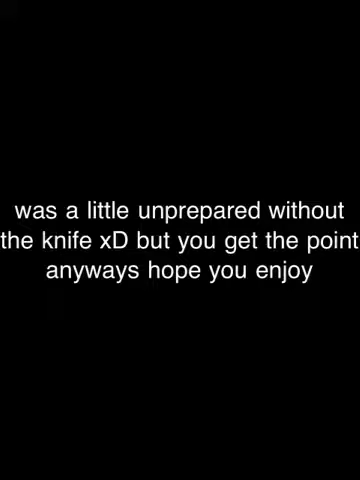 was a little unprepared without
the knife xD but you get the point
anyways hope you enjoy